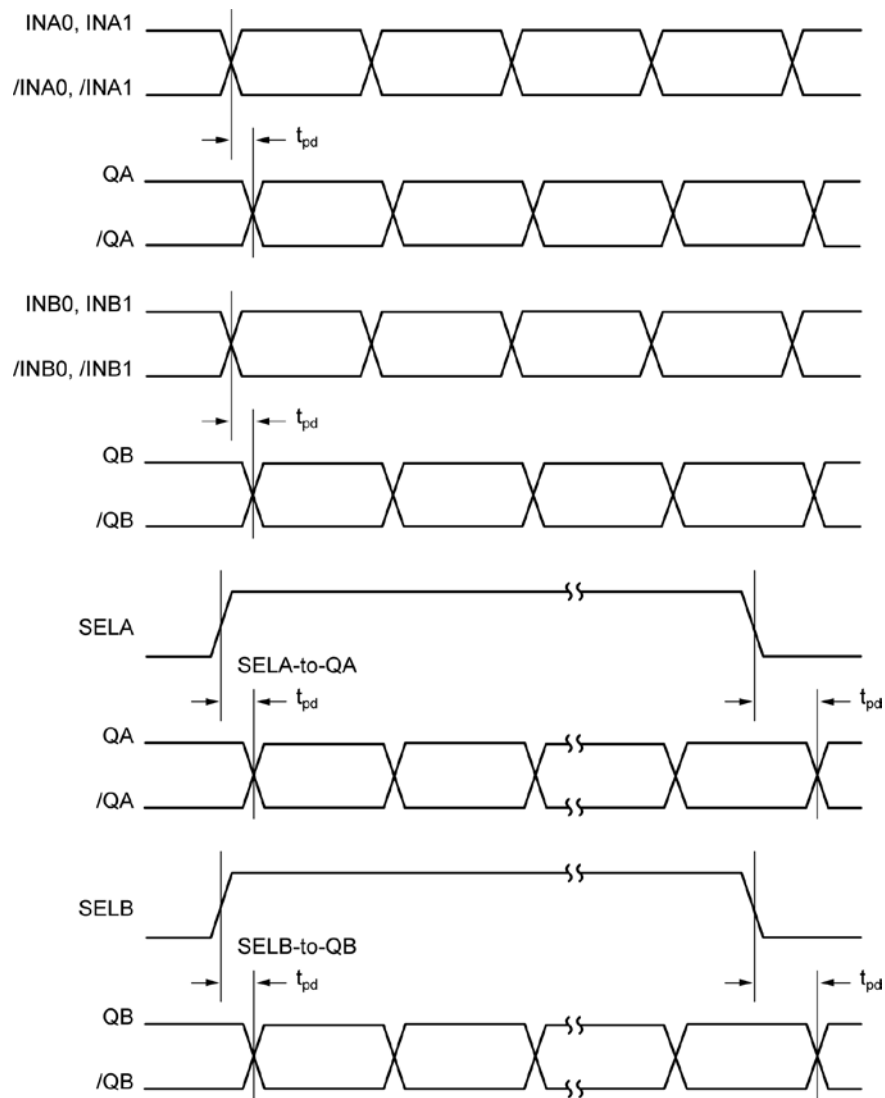 INA0, INA1
/INA0, /INA1
tpd
QA
/QA
INB0, INB1
/INB0, /INB1
tpd
QB
/QB
SELA
SELA-to-QA
tpd
tpd
QA
/QA
SELB
SELB-to-QB
tpd
tpd
QB
/QB